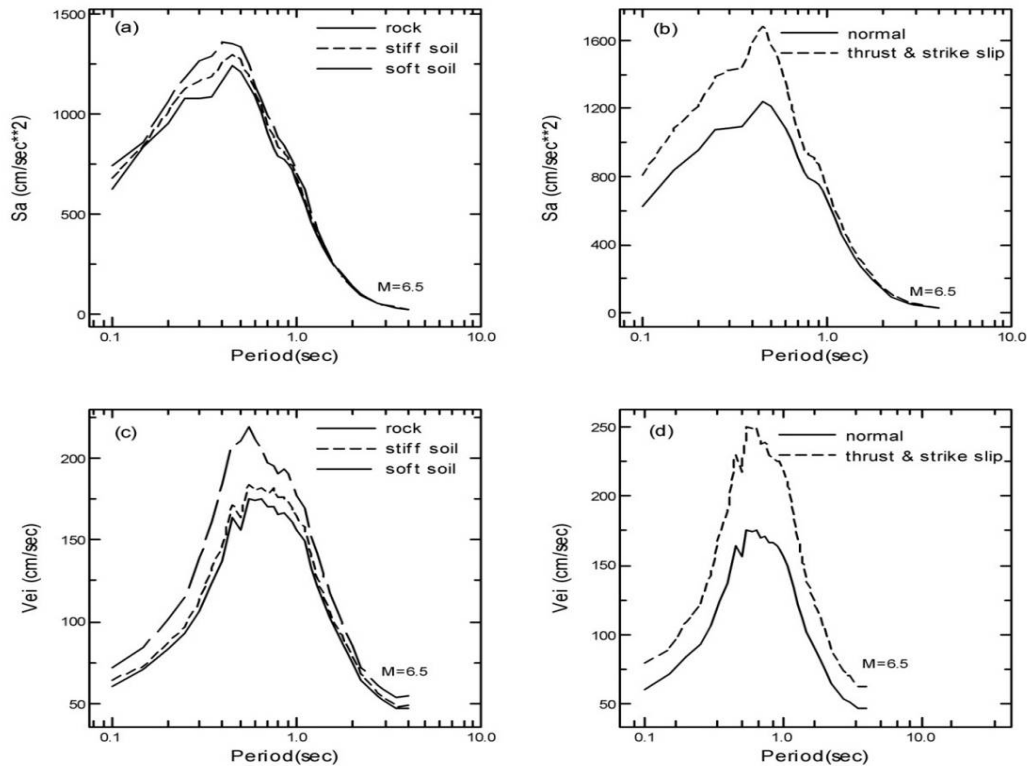 (a)
rock
stiff soil
soft soil
1500
1000
500
0
Sa (cm/sec**2)
M=6.5
0.1 1.0 10.0
Period(sec)
(b)
normal
thrust & strike slip
1600
1200
800
400
0
Sa (cm/sec**2)
M=6.5
0.1 1.0 10.0
Period(sec)
(c)
rock
stiff soil
soft soil
200
150
100
50
Vei (cm/sec)
M=6.5
0.1 1.0 10.0
Period(sec)
(d)
normal
thrust & strike slip
250
200
150
100
50
Vei (cm/sec)
M=6.5
0.1 1.0 10.0
Period(sec)